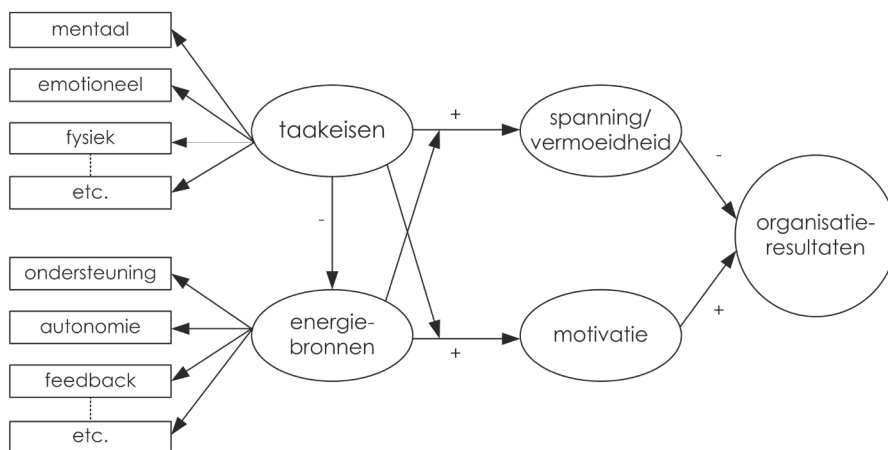 mentaal
emotioneel
fysiek
etc.
taakeisen
+
spanning/
vermoeidheid
-
organisatie-
resultaten
-
ondersteuning
autonomie
feedback
etc.
energie-
bronnen
+
motivatie
+